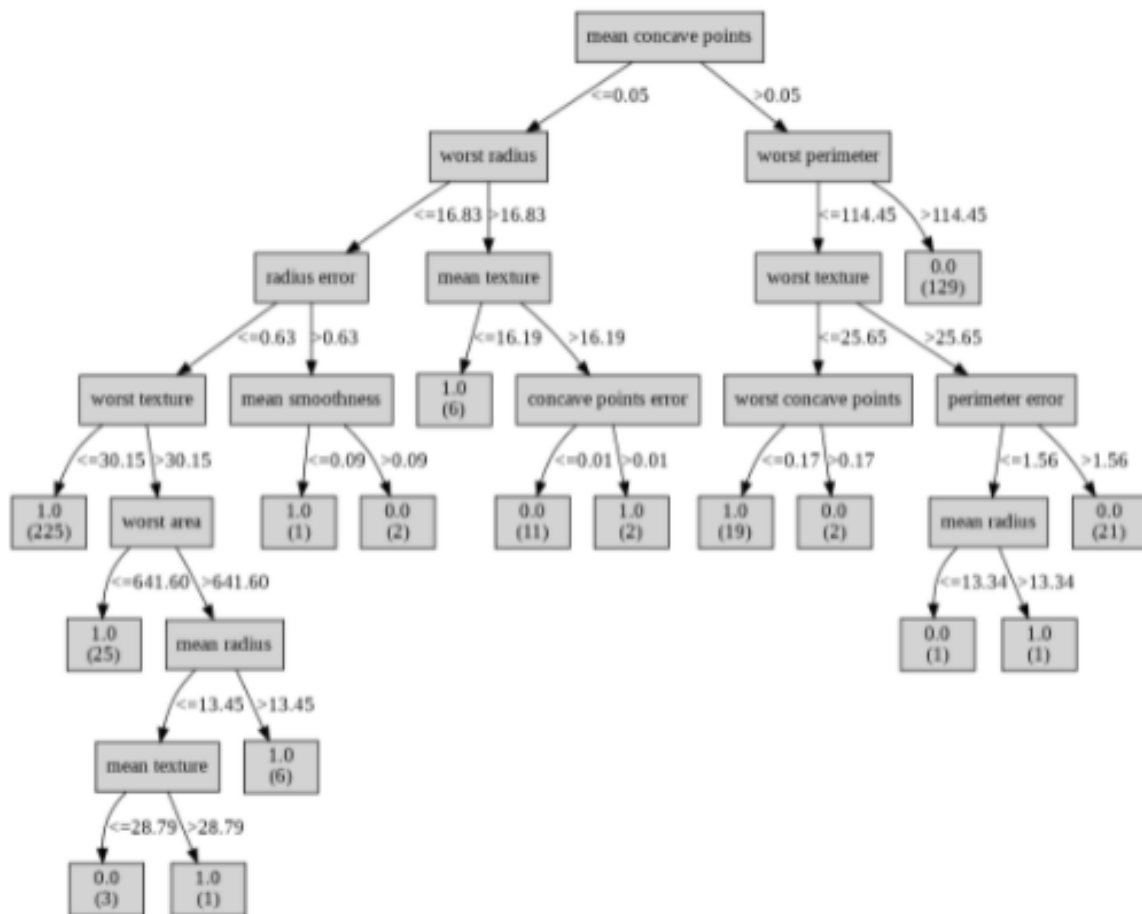 mean concave points
<=0.05 >0.05
worst radius worst perimeter
<=16.83 >16.83 <=114.45 >114.45
radius error mean texture worst texture 0.0
(129)
<=0.63 >0.63 <=16.19 >16.19 <=25.65 >25.65
worst texture mean smoothness 1.0 concave points error worst concave points perimeter error
(6)
<=30.15 >30.15 <=0.09 >0.09 <=0.01 >0.01 <=0.17 >0.17 <=1.56 >1.56
1.0 worst area 1.0 0.0 0.0 1.0 1.0 0.0 mean radius 0.0
(225) (1) (2) (11) (2) (19) (2) (21)
<=641.60 >641.60 <=13.34 >13.34
1.0 mean radius 0.0 1.0
(25) (1) (1)
<=13.45 >13.45
mean texture 1.0
(6)
<=28.79 >28.79
0.0 1.0
(3) (1)